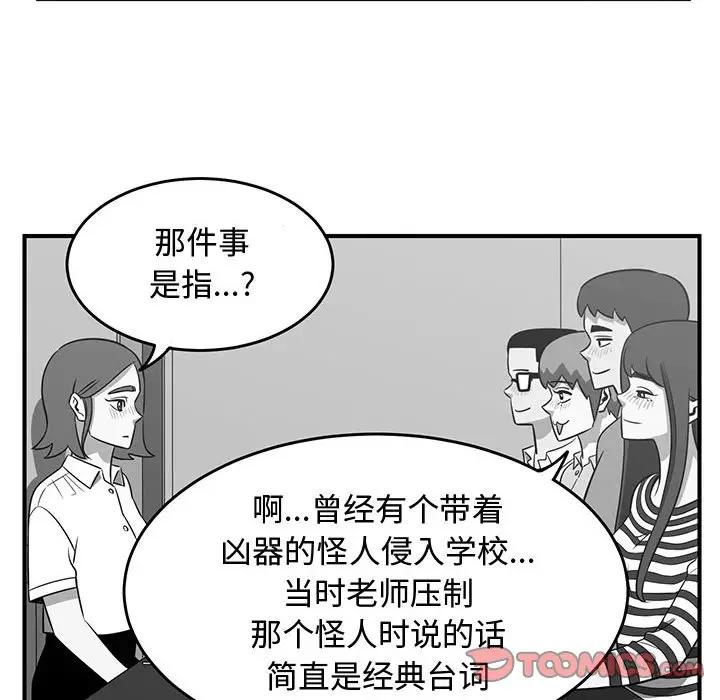 那件事
是指...?
啊...曾经有个带着
凶器的怪人侵入学校...
当时老师压制
那个怪人时说的话
简直是经典台词
TOOMICS.COM